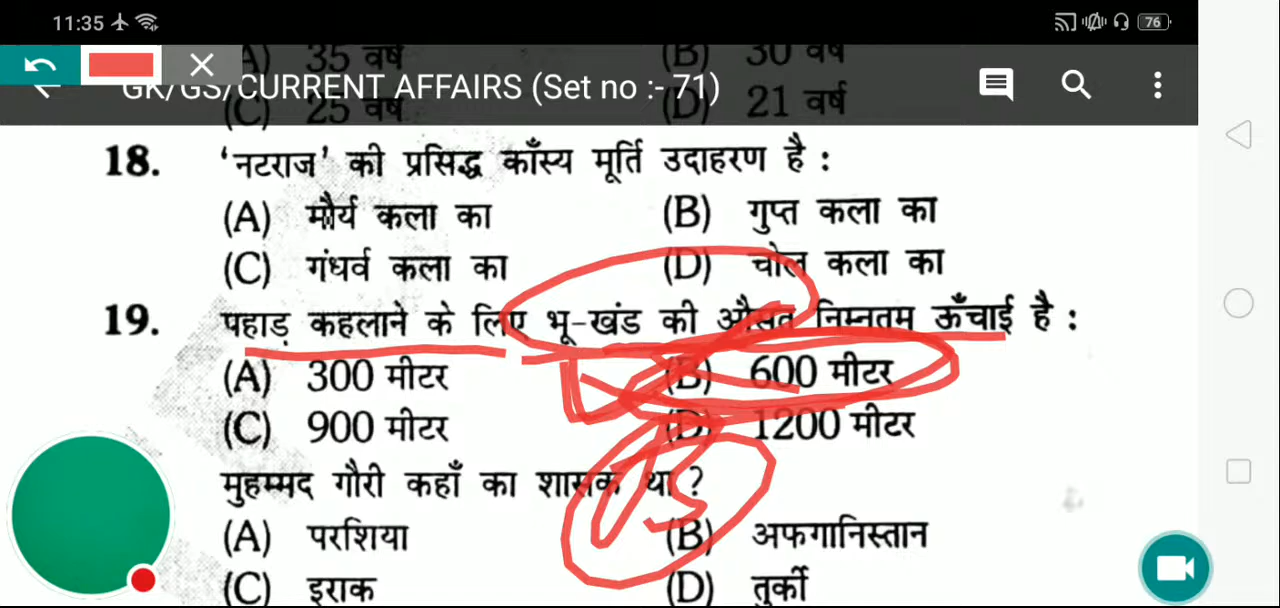 11:35 76
(A) 35 वर्ष (B) 30 वर्ष
GK/GS/CURRENT AFFAIRS (Set no :- 71)
(C) 25 वर्ष (D) 21 वर्ष
18. 'नटराज' की प्रसिद्ध काँस्य मूर्ति उदाहरण है :
(A) मौर्य कला का (B) गुप्त कला का
(C) गंधर्व कला का (D) चोल कला का
19. पहाड़ कहलाने के लिए भू-खंड की औसत निम्नतम ऊँचाई है :
(A) 300 मीटर (B) 600 मीटर
(C) 900 मीटर (D) 1200 मीटर
मुहम्मद गौरी कहाँ का शासक था ?
(A) परशिया (B) अफगानिस्तान
(C) इराक (D) तुर्की